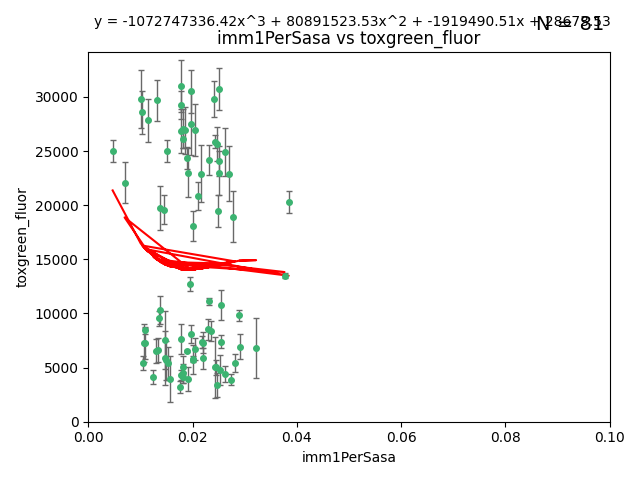 y = -1072747336.42x^3 + 80891523.53x^2 + -1919490.51x + 28678.53
N = 81
imm1PerSasa vs toxgreen_fluor
30000
25000
20000
15000
10000
5000
0
toxgreen_fluor
0.00 0.02 0.04 0.06 0.08 0.10
imm1PerSasa